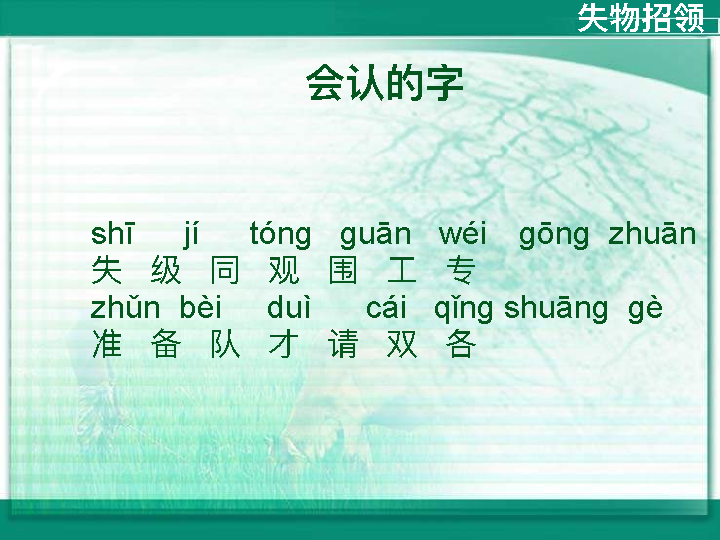 失物招领
会认的字
shī jí tóng guān wéi gōng zhuān
失 级 同 观 围 工 专
zhǔn bèi duì cái qǐng shuāng gè
准 备 队 才 请 双 各